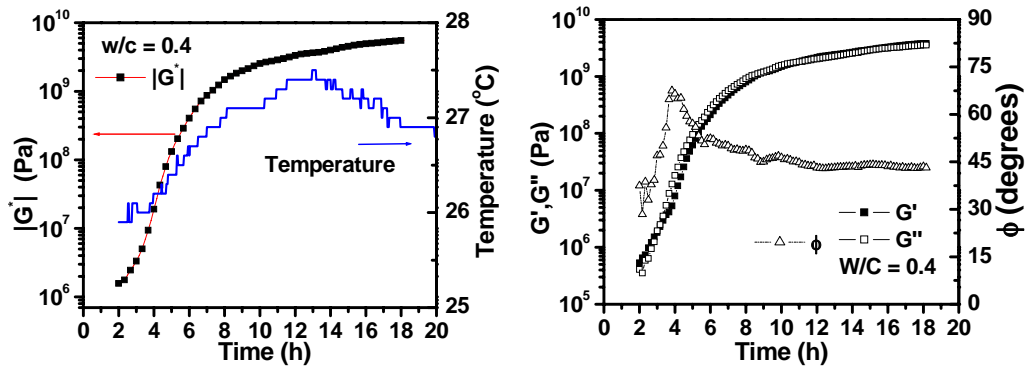 w/c = 0.4
|G*|
Temperature
|G*| (Pa)
10^10
10^9
10^8
10^7
10^6
28
27
26
25
Temperature (°C)
0 2 4 6 8 10 12 14 16 18 20
Time (h)
G',G" (Pa)
10^10
10^9
10^8
10^7
10^6
10^5
90
75
60
45
30
15
0
ϕ (degrees)
ϕ
G'
G"
W/C = 0.4
0 2 4 6 8 10 12 14 16 18 20
Time (h)